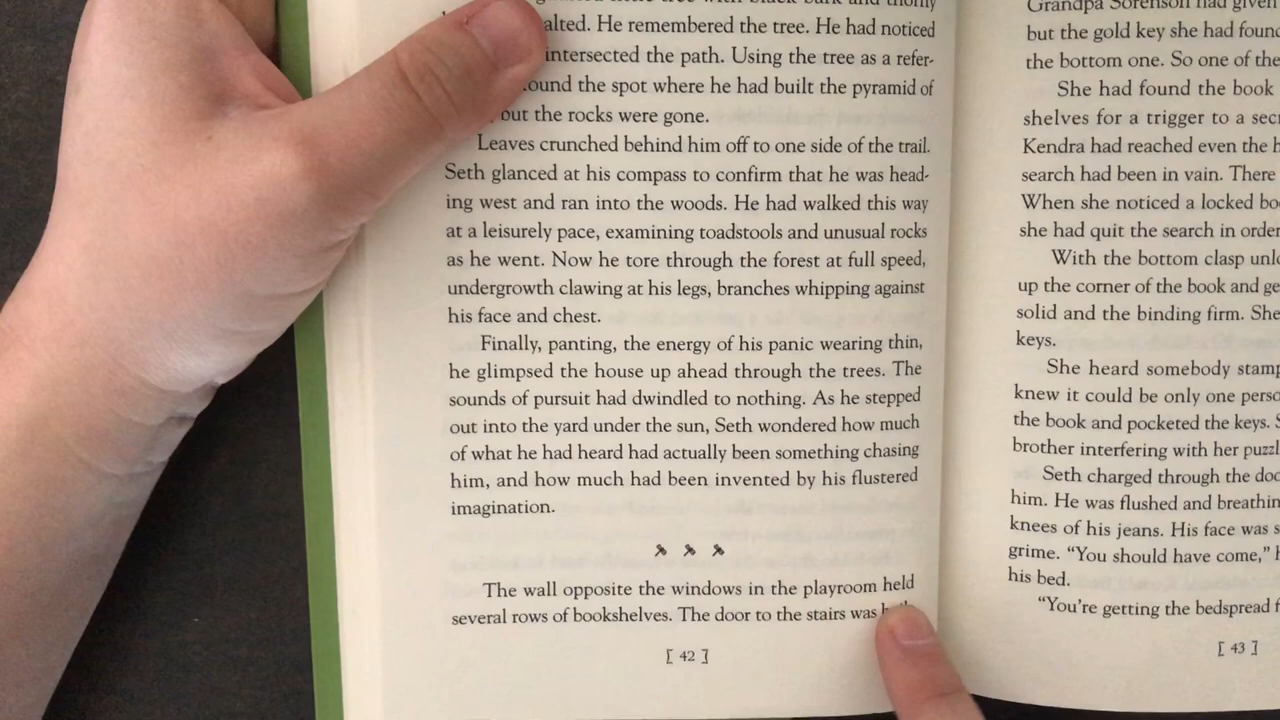 alted. He remembered the tree. He had noticed
intersected the path. Using the tree as a refer-
ound the spot where he had built the pyramid of
but the rocks were gone.
Leaves crunched behind him off to one side of the trail.
Seth glanced at his compass to confirm that he was head-
ing west and ran into the woods. He had walked this way
at a leisurely pace, examining toadstools and unusual rocks
as he went. Now he tore through the forest at full speed,
undergrowth clawing at his legs, branches whipping against
his face and chest.
Finally, panting, the energy of his panic wearing thin,
he glimpsed the house up ahead through the trees. The
sounds of pursuit had dwindled to nothing. As he stepped
out into the yard under the sun, Seth wondered how much
of what he had heard had actually been something chasing
him, and how much had been invented by his flustered
imagination.
The wall opposite the windows in the playroom held
several rows of bookshelves. The door to the stairs was
[ 42 ]
Grandpa Sorenson had given
but the gold key she had found
the bottom one. So one of the
She had found the book
shelves for a trigger to a sec
Kendra had reached even the h
search had been in vain. There
When she noticed a locked bo
she had quit the search in order
With the bottom clasp unlo
up the corner of the book and ge
solid and the binding firm. She
keys.
She heard somebody stamp
knew it could be only one perso
the book and pocketed the keys. S
brother interfering with her puzzl
Seth charged through the doo
him. He was flushed and breathin
knees of his jeans. His face was s
grime. “You should have come,” h
his bed.
“You're getting the bedspread f
[ 43 ]